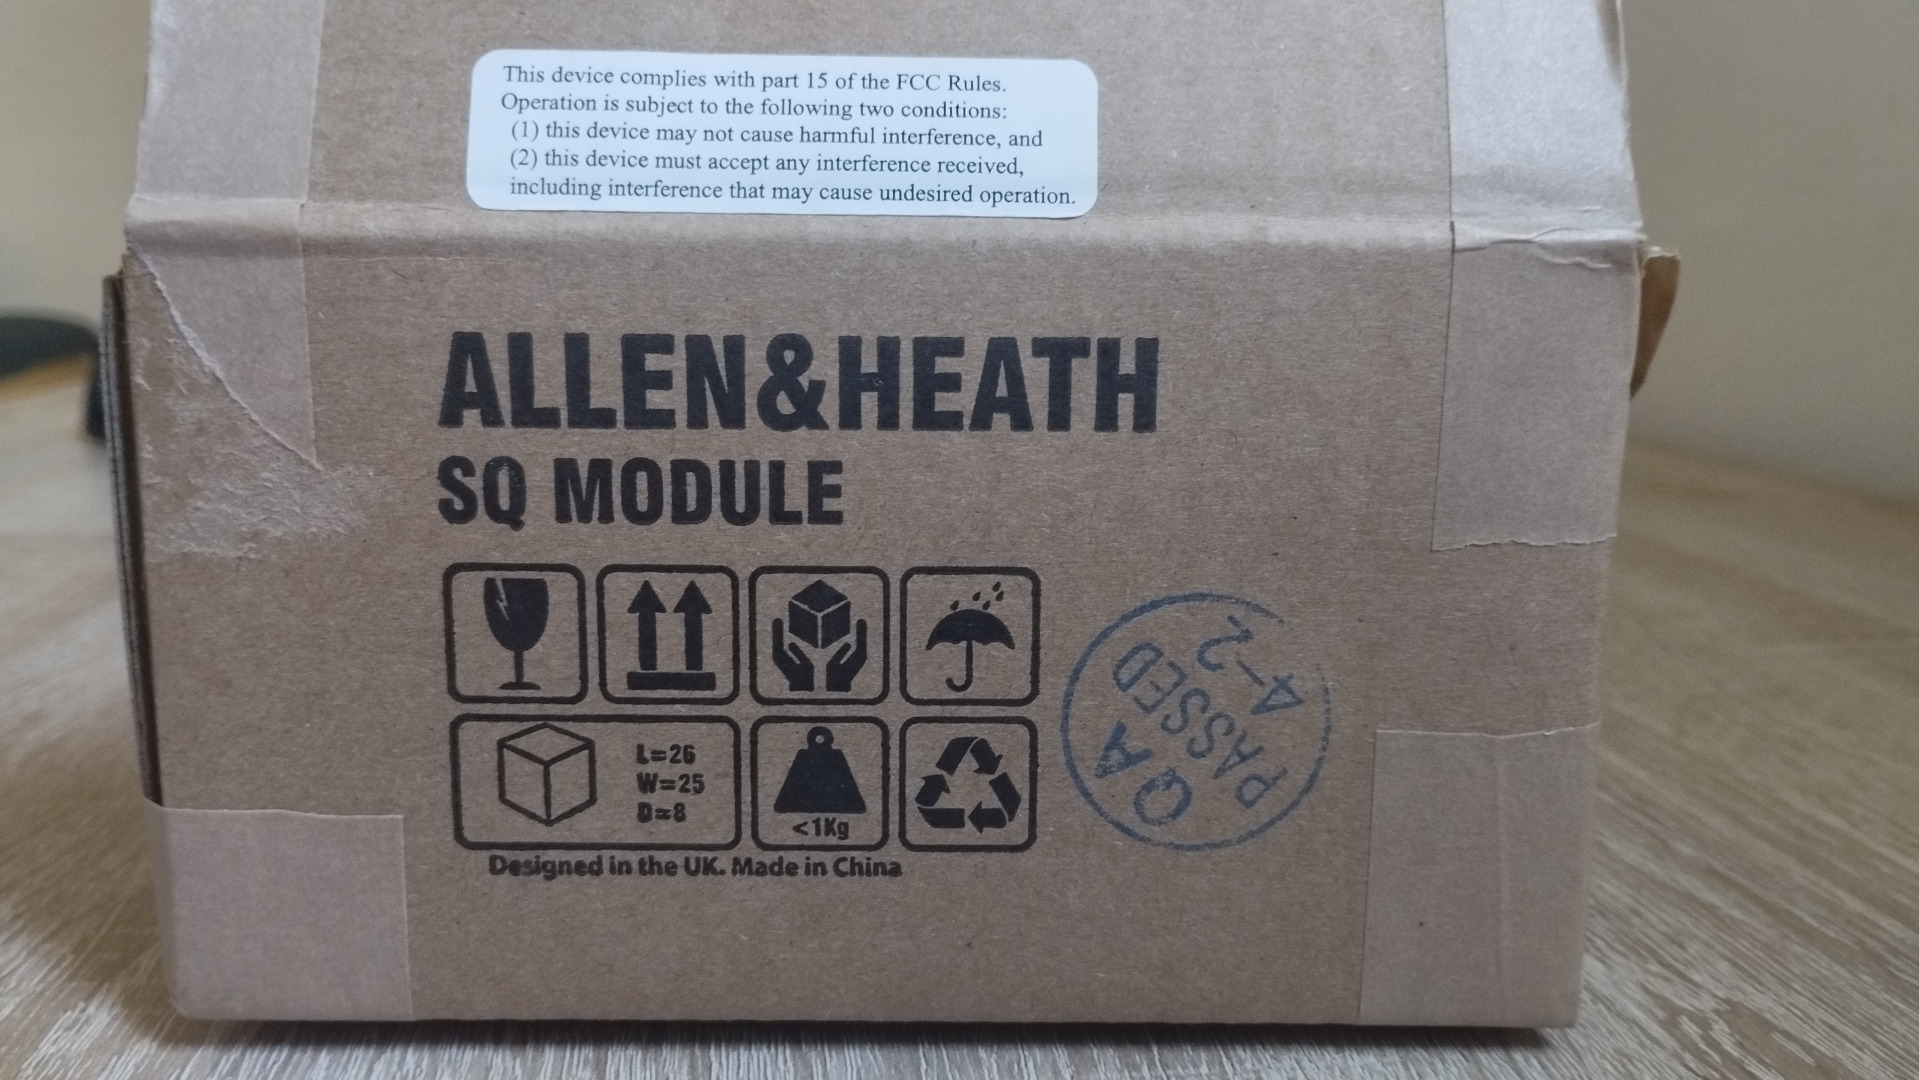 This device complies with part 15 of the FCC Rules.
Operation is subject to the following two conditions:
(1) this device may not cause harmful interference, and
(2) this device must accept any interference received,
including interference that may cause undesired operation.
ALLEN&HEATH
SQ MODULE
L=26
W=25
D=8
<1Kg
Designed in the UK. Made in China
QA
PASSED
4-2